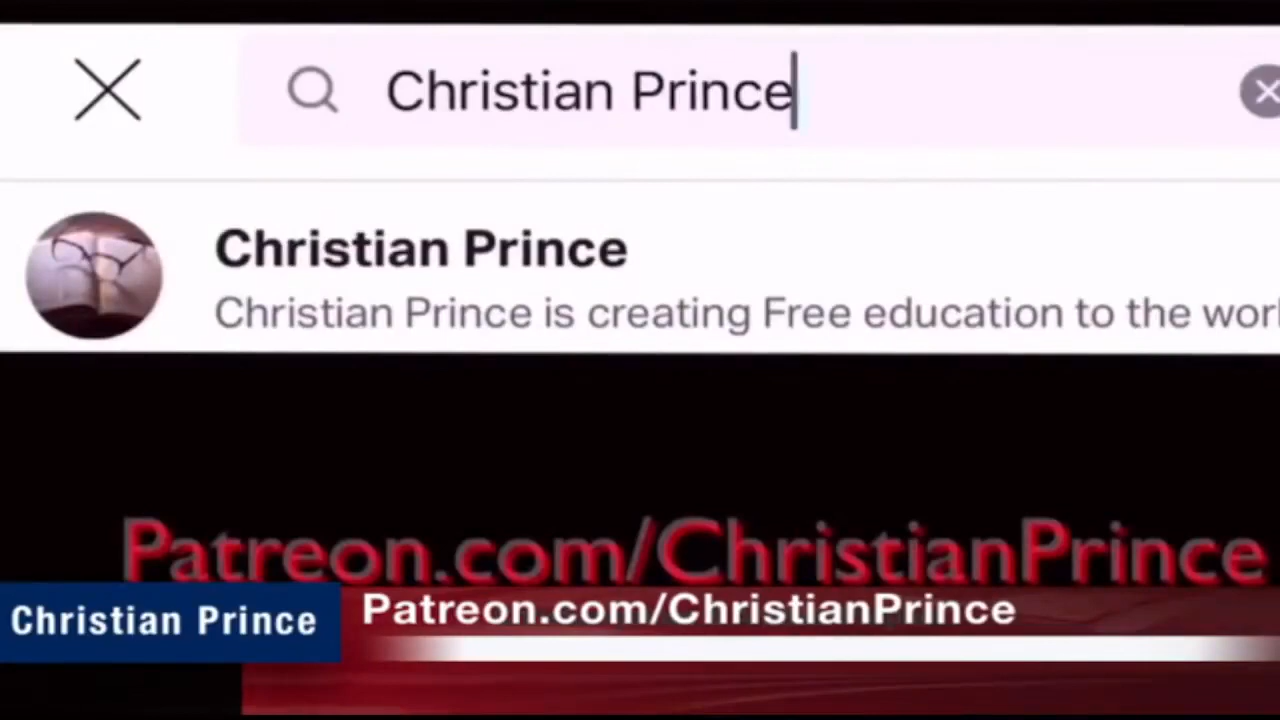 Christian Prince
Christian Prince
Christian Prince is creating Free education to the worl
Patreon.com/ChristianPrince
Christian Prince
Patreon.com/ChristianPrince